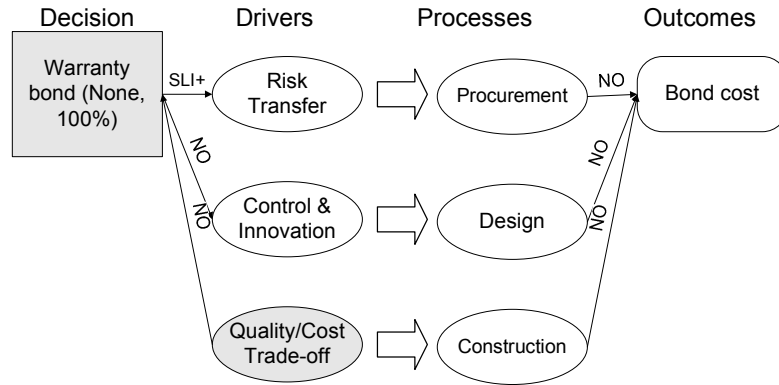 Decision
Drivers
Processes
Outcomes
Warranty
bond (None,
100%)
SLI+
Risk
Transfer
Procurement
NO
Bond cost
NO
NO
Control &
Innovation
Design
NO
NO
Quality/Cost
Trade-off
Construction